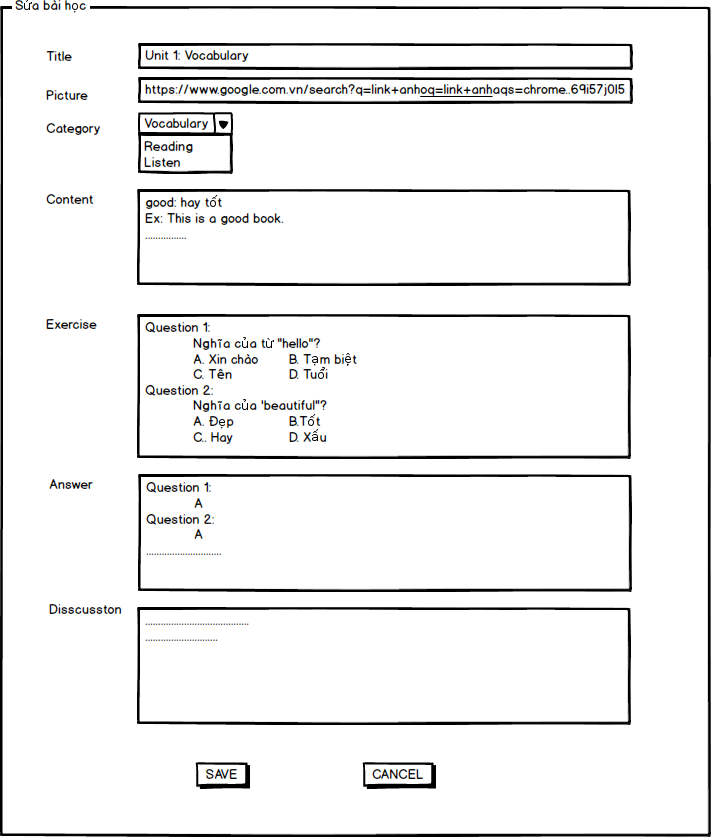 Sửa bài học
Title
Unit 1: Vocabulary
Picture
https://www.google.com.vn/search?q=link+anhoq=link+anhaqs=chrome..69i57j0l5.
Category
Vocabulary
Reading
Listen
Content
good: hay tốt
Ex: This is a good book.
................
Exercise
Question 1:
Nghĩa của từ "hello"?
A. Xin chào B. Tạm biệt
C. Tên D. Tuổi
Question 2:
Nghĩa của 'beautiful"?
A. Đẹp B.Tốt
C.. Hay D. Xấu
Answer
Question 1:
A
Question 2:
A
.............................
Disscusston
........................................
............................
SAVE CANCEL